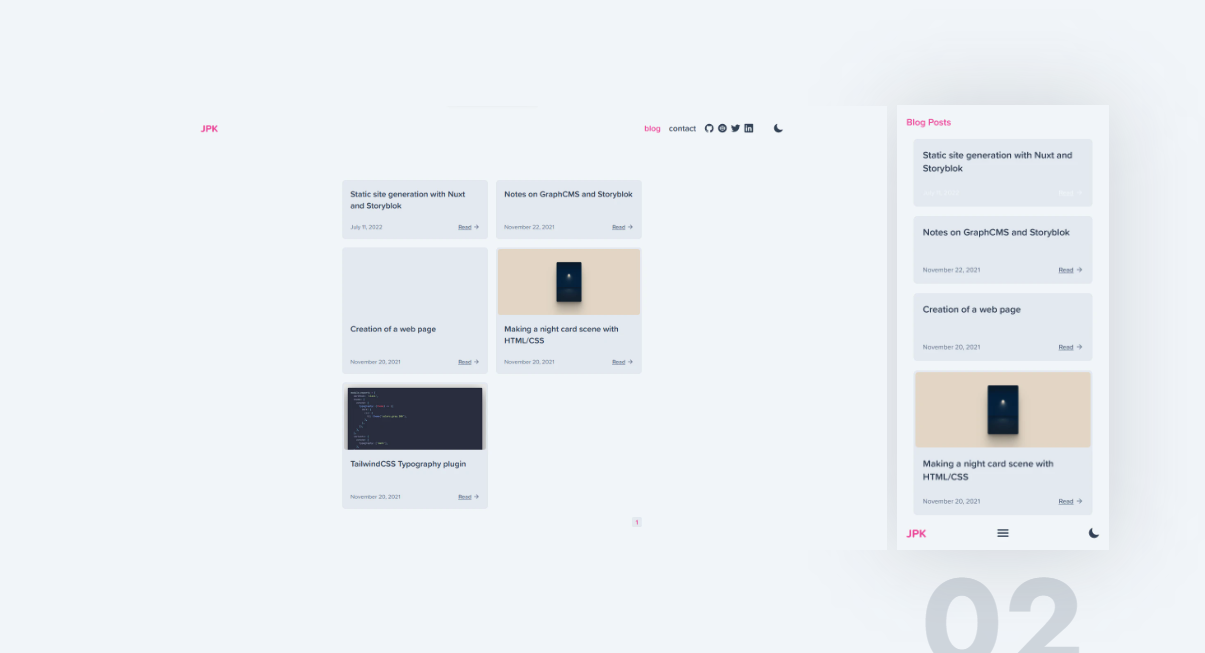 JPK
blog contact
Static site generation with Nuxt
and Storyblok
July 11, 2022 Read →
Notes on GraphCMS and Storyblok
November 22, 2021 Read →
Creation of a web page
November 20, 2021 Read →
Making a night card scene with
HTML/CSS
November 20, 2021 Read →
TailwindCSS Typography plugin
November 20, 2021 Read →
1
Blog Posts
Static site generation with Nuxt and
Storyblok
Read →
Notes on GraphCMS and Storyblok
November 22, 2021 Read →
Creation of a web page
November 20, 2021 Read →
Making a night card scene with
HTML/CSS
November 20, 2021 Read →
JPK
02